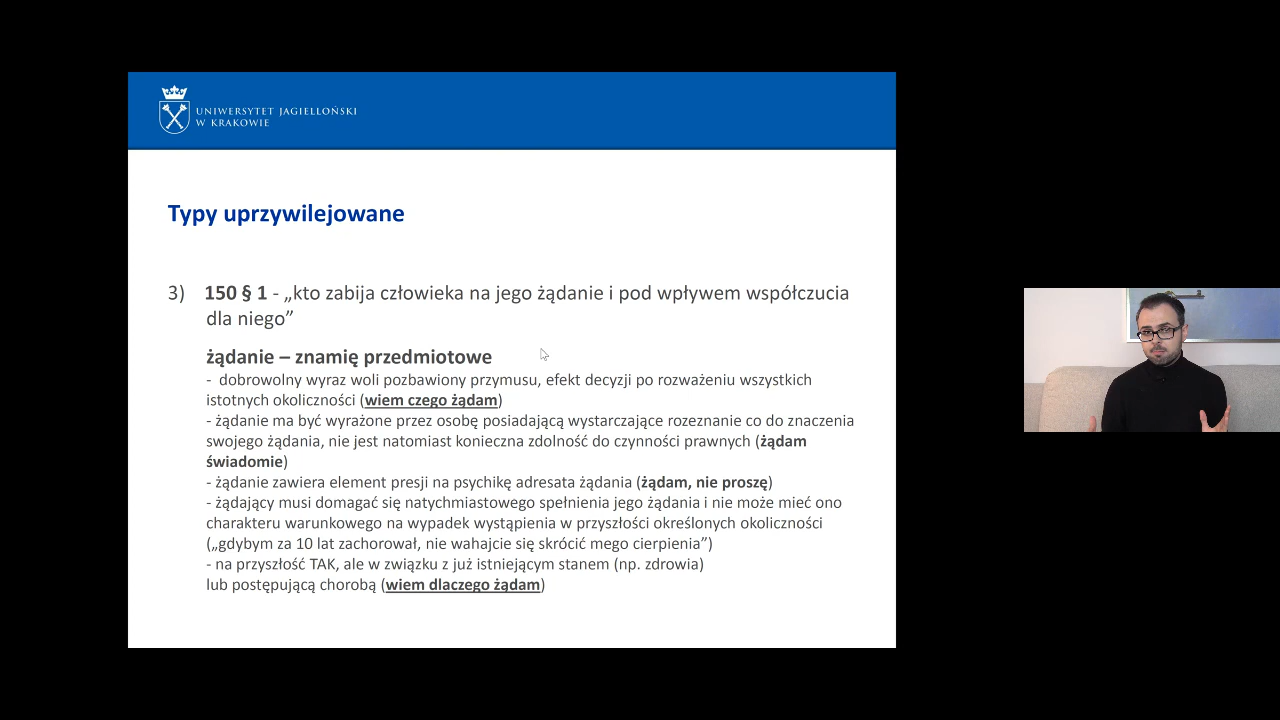 UNIWERSYTET JAGIELLOŃSKI
W KRAKOWIE
Typy uprzywilejowane
3) 150 § 1 - „kto zabija człowieka na jego żądanie i pod wpływem współczucia
dla niego”
żądanie – znamię przedmiotowe
- dobrowolny wyraz woli pozbawiony przymusu, efekt decyzji po rozważeniu wszystkich
istotnych okoliczności (wiem czego żądam)
- żądanie ma być wyrażone przez osobę posiadającą wystarczające rozeznanie co do znaczenia
swojego żądania, nie jest natomiast konieczna zdolność do czynności prawnych (żądam
świadomie)
- żądanie zawiera element presji na psychikę adresata żądania (żądam, nie proszę)
- żądający musi domagać się natychmiastowego spełnienia jego żądania i nie może mieć ono
charakteru warunkowego na wypadek wystąpienia w przyszłości określonych okoliczności
(„gdybym za 10 lat zachorował, nie wahajcie się skrócić mego cierpienia”)
- na przyszłość TAK, ale w związku z już istniejącym stanem (np. zdrowia)
lub postępującą chorobą (wiem dlaczego żądam)